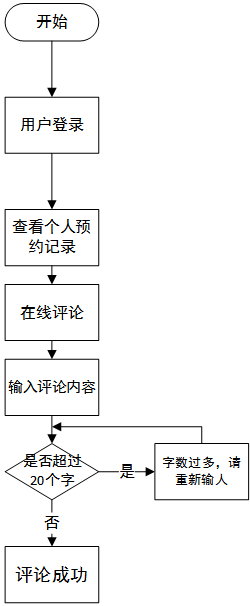 开始
用户登录
查看个人预
约记录
在线评论
输入评论内容
是否超过
20个字
是
字数过多，请
重新输人
否
评论成功